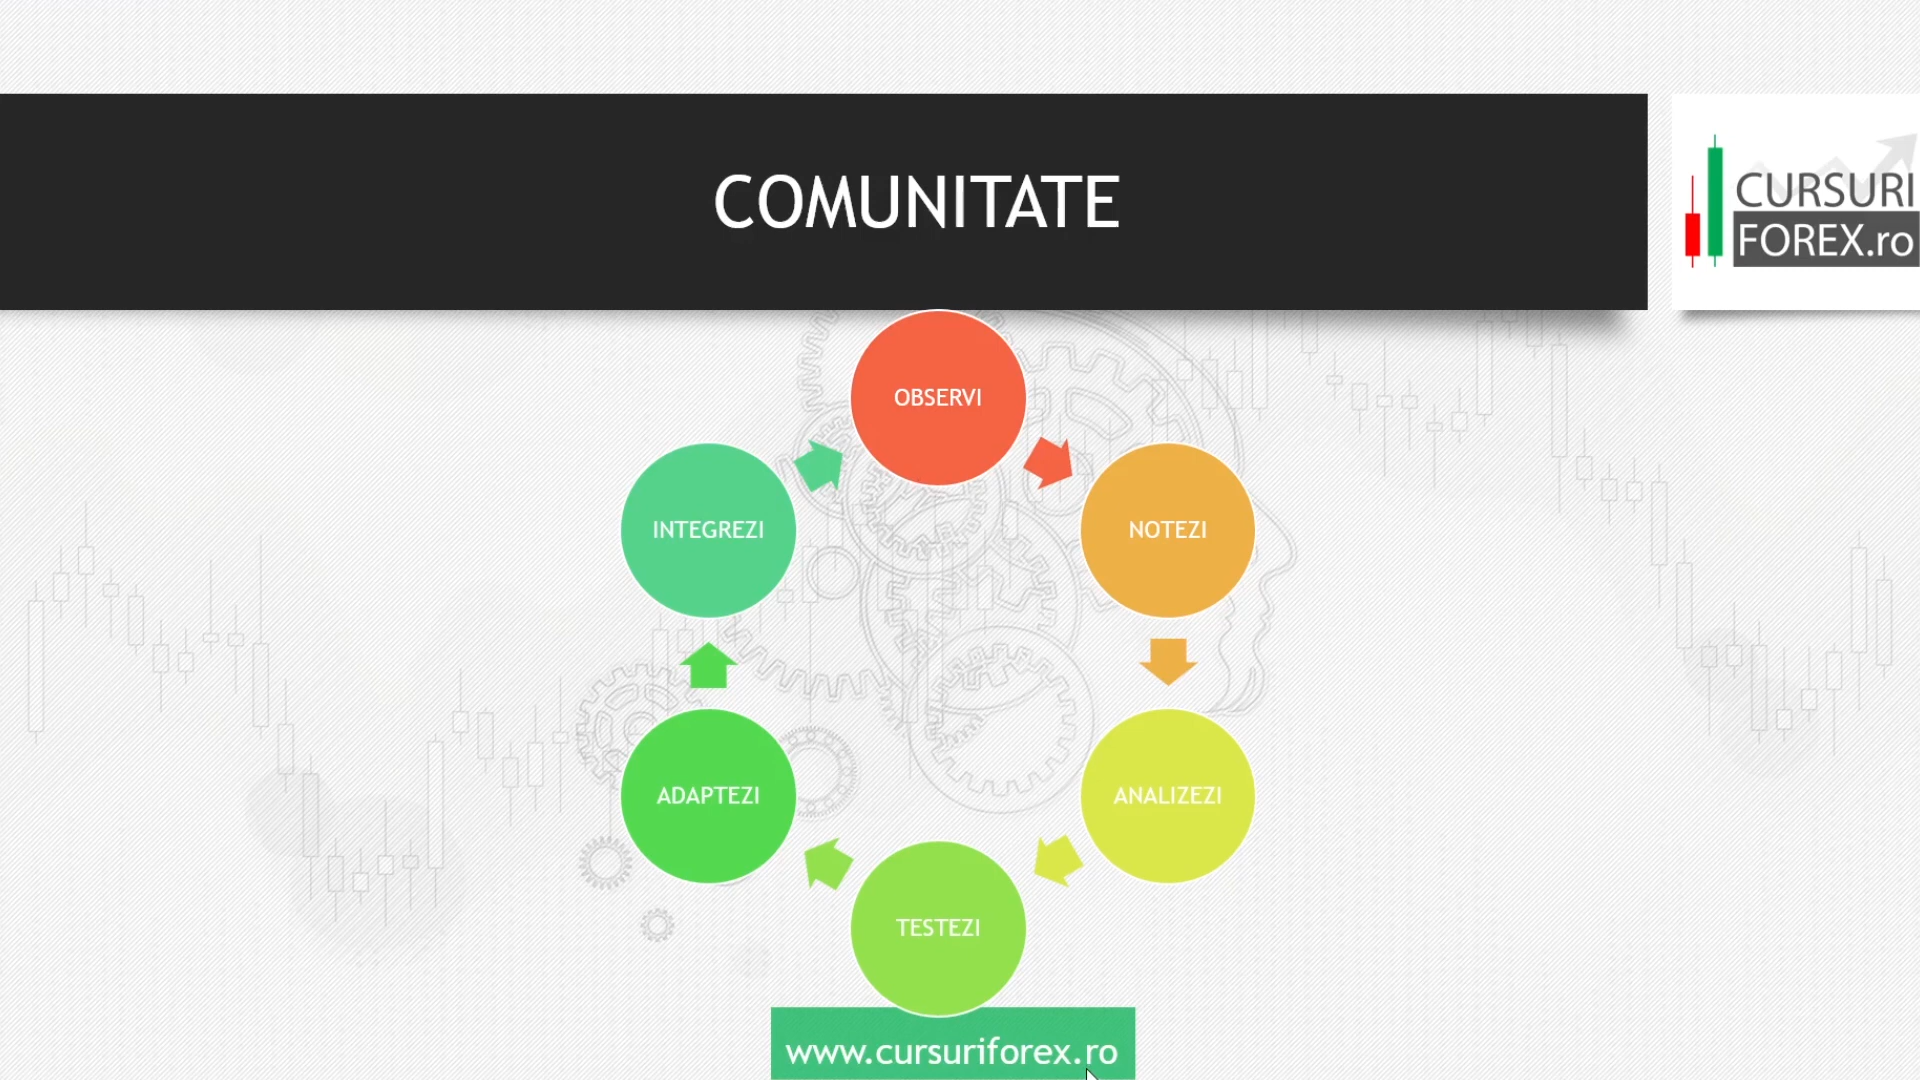 COMUNITATE
CURSURI
FOREX.ro
OBSERVI
NOTEZI
ANALIZEZI
TESTEZI
ADAPTEZI
INTEGREZI
www.cursuriforex.ro